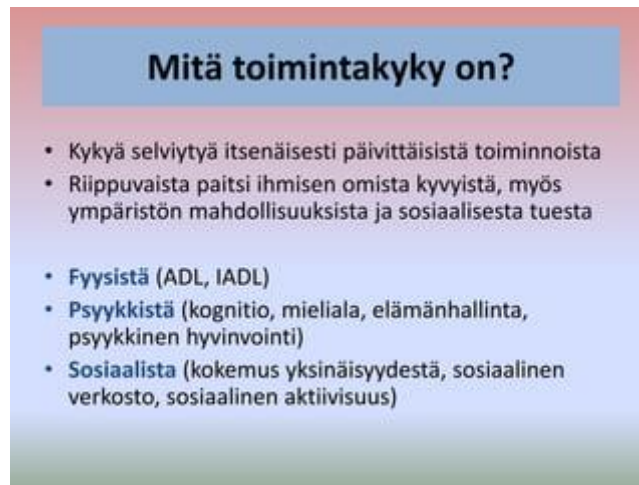 Mitä toimintakyky on?
• Kykyä selviytyä itsenäisesti päivittäisistä toiminnoista
• Riippuvaista paitsi ihmisen omista kyvyistä, myös
ympäristön mahdollisuuksista ja sosiaalisesta tuesta
• Fyysistä (ADL, IADL)
• Psyykkistä (kognitio, mieliala, elämänhallinta,
psyykkinen hyvinvointi)
• Sosiaalista (kokemus yksinäisyydestä, sosiaalinen
verkosto, sosiaalinen aktiivisuus)